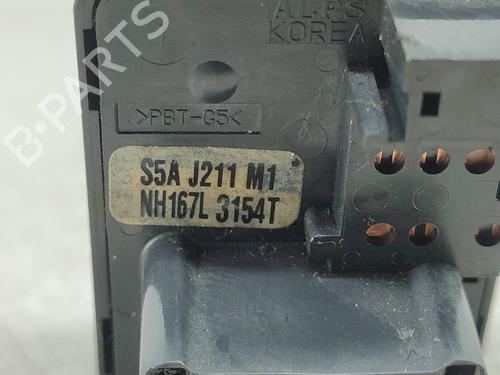 ALPS
KOREA
>PBT-G5<
S5A J211 M1
NH167L 3154T
B-PARTS